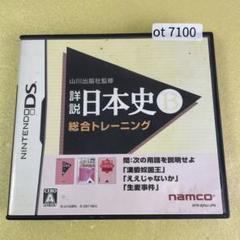 ot 7100
NINTENDO DS
山川出版社監修
詳説
日本史B
総合トレーニング
問:次の用語を説明せよ
「漢委奴国王」
「ええじゃないか」
「生麦事件」
A
namco